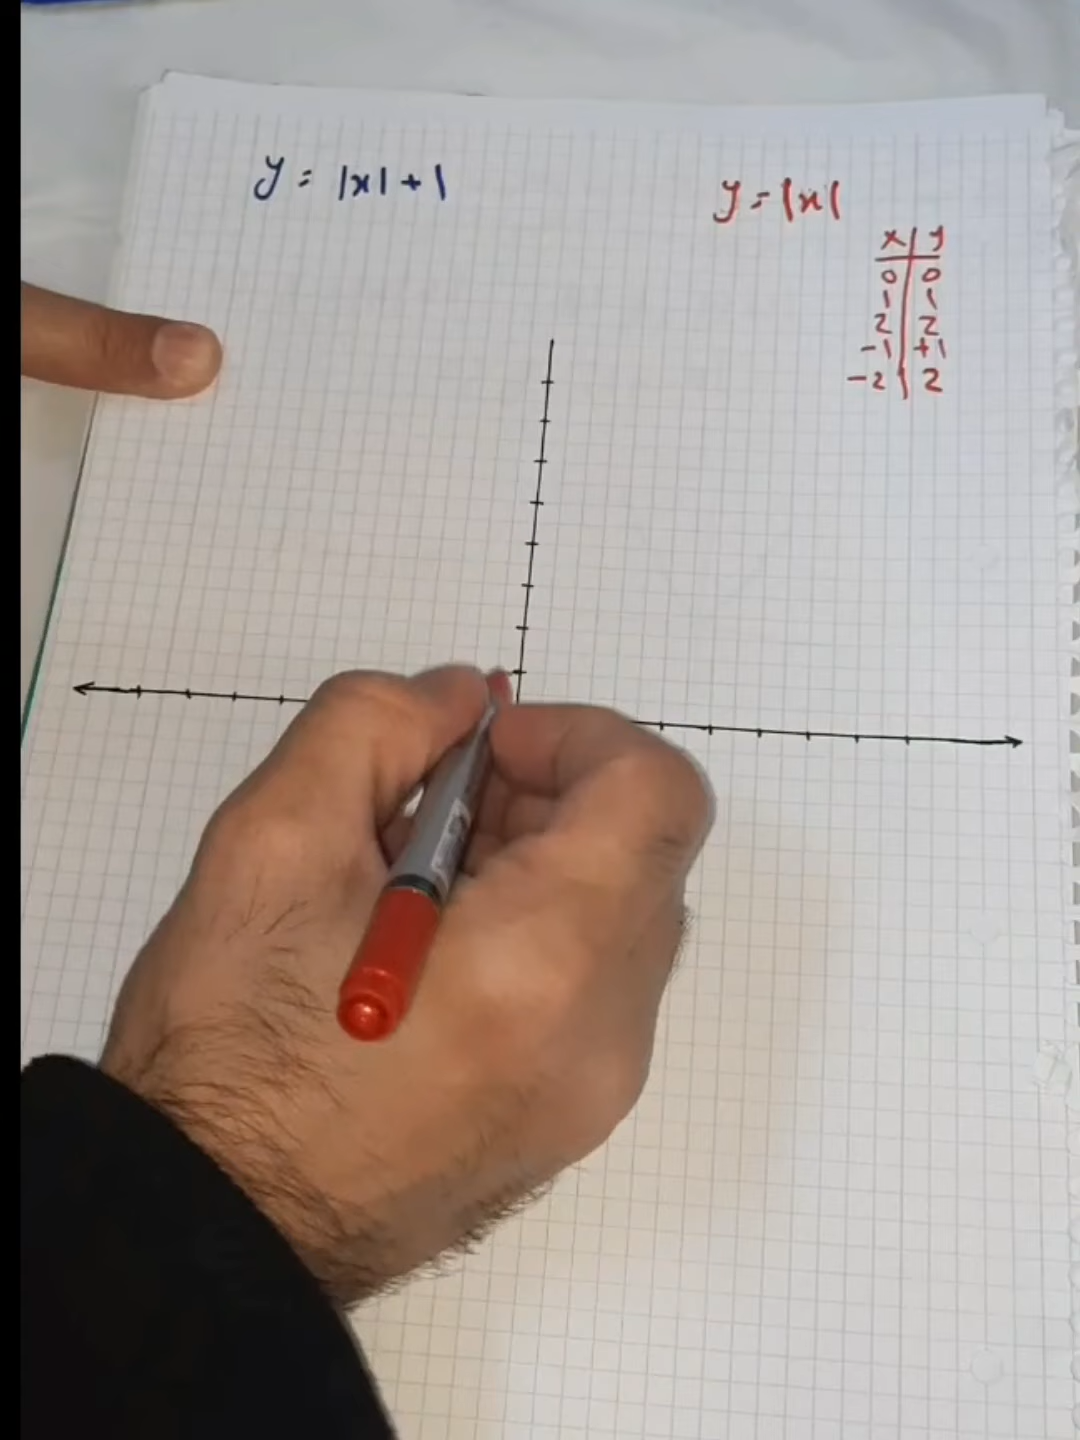 y = |x| + 1
y = |x|
x | y
0 | 0
1 | 1
2 | 2
-1 | +1
-2 | 2